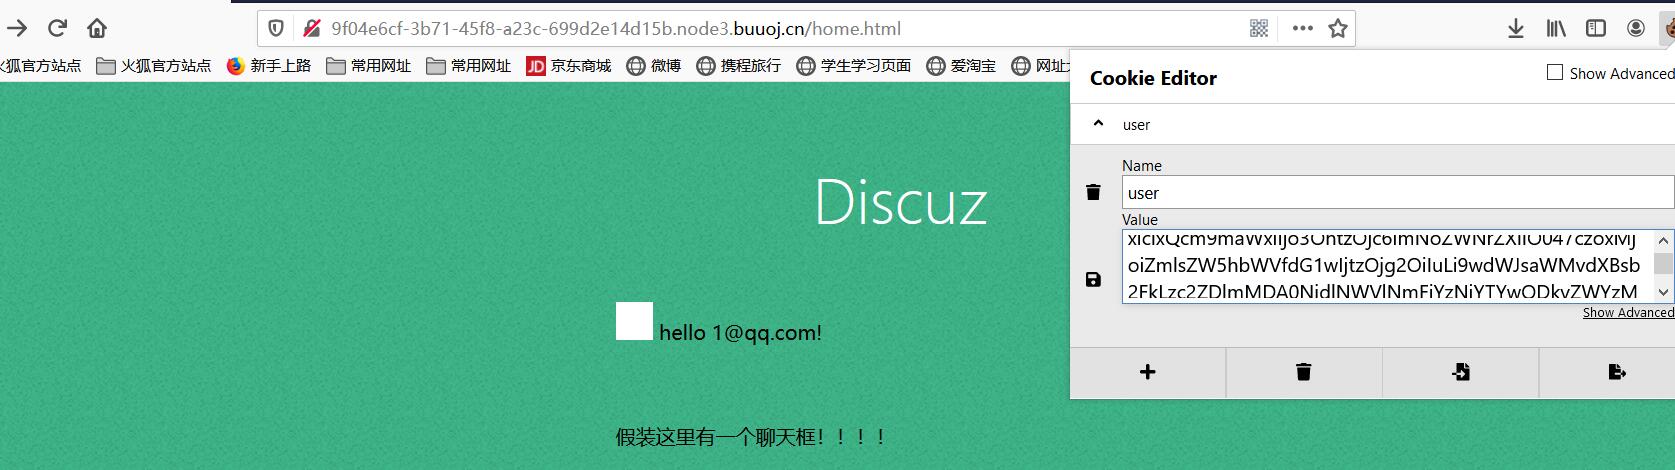 9f04e6cf-3b71-45f8-a23c-699d2e14d15b.node3.buuoj.cn/home.html
火狐官方站点 火狐官方站点 新手上路 常用网址 常用网址 JD 京东商城 微博 携程旅行 学生学习页面 爱淘宝
Cookie Editor
Show Advanced
user
Name
user
Value
oiZmlsZW5hbWVfdG1wIjtzOjg2OiIuLi9wdWJsaWMvdXBsb
Show Advanced
Discuz
hello 1@qq.com!
假装这里有一个聊天框！！！！